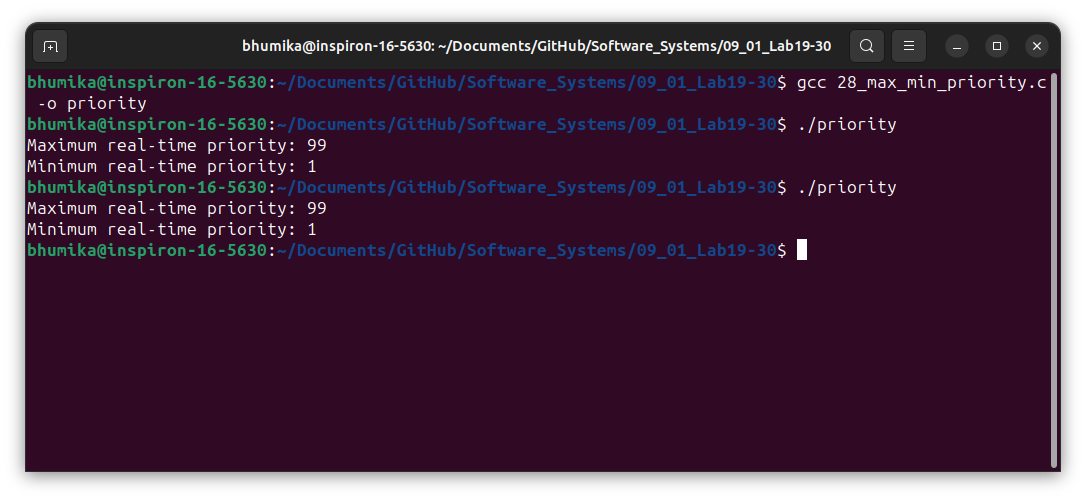 bhumika@inspiron-16-5630: ~/Documents/GitHub/Software_Systems/09_01_Lab19-30
bhumika@inspiron-16-5630:~/Documents/GitHub/Software_Systems/09_01_Lab19-30$ gcc 28_max_min_priority.c
 -o priority
bhumika@inspiron-16-5630:~/Documents/GitHub/Software_Systems/09_01_Lab19-30$ ./priority
Maximum real-time priority: 99
Minimum real-time priority: 1
bhumika@inspiron-16-5630:~/Documents/GitHub/Software_Systems/09_01_Lab19-30$ ./priority
Maximum real-time priority: 99
Minimum real-time priority: 1
bhumika@inspiron-16-5630:~/Documents/GitHub/Software_Systems/09_01_Lab19-30$